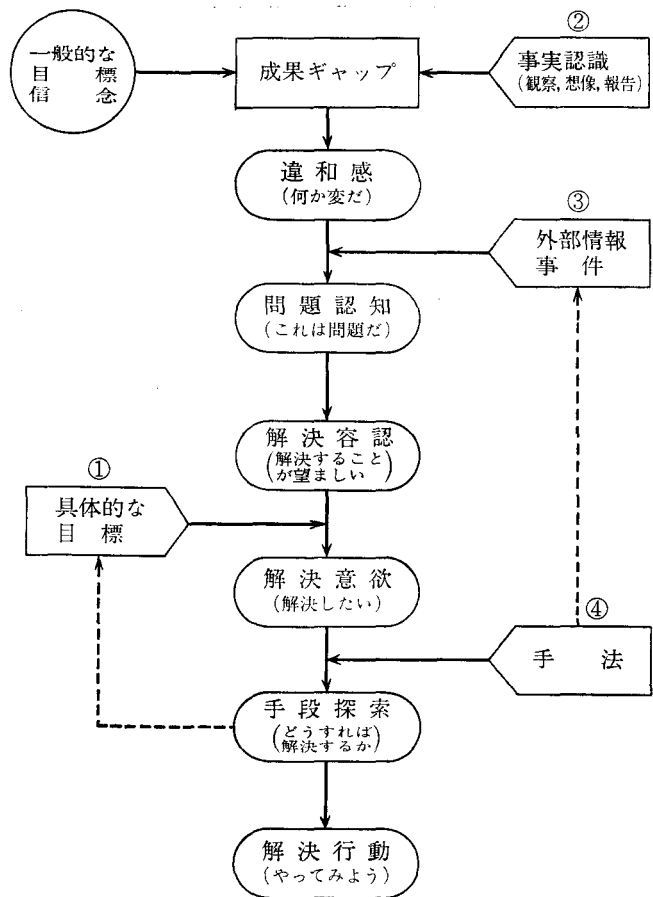 ②
一般的な
目標
信念
成果ギャップ
事実認識
(観察, 想像, 報告)
違和感
(何か変だ)
③
外部情報
事件
問題認知
(これは問題だ)
解決容認
(解決すること
が望ましい)
①
具体的な
目標
解決意欲
(解決したい)
④
手法
手段探索
(どうすれば
解決するか)
解決行動
(やってみよう)